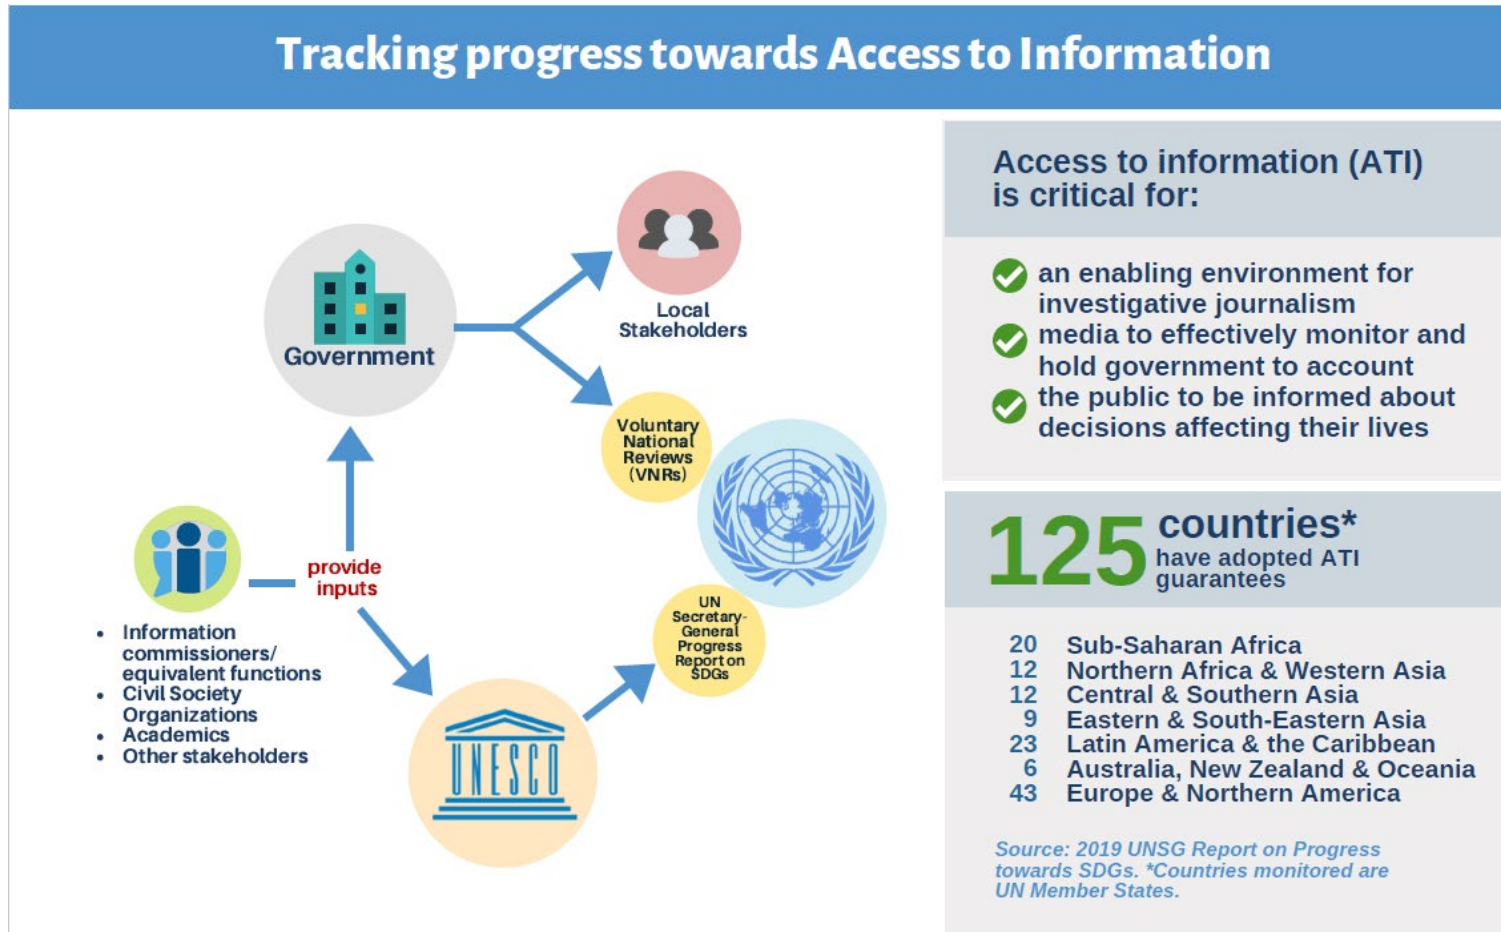 Tracking progress towards Access to Information
Government
Local
Stakeholders
Voluntary
National
Reviews
(VNRs)
provide
inputs
• Information
commissioners/
equivalent functions
• Civil Society
Organizations
• Academics
• Other stakeholders
UN
Secretary-
General
Progress
Report on
SDGs
UNESCO
Access to information (ATI)
is critical for:
an enabling environment for
investigative journalism
media to effectively monitor and
hold government to account
the public to be informed about
decisions affecting their lives
125 countries*
have adopted ATI
guarantees
20 Sub-Saharan Africa
12 Northern Africa & Western Asia
12 Central & Southern Asia
9 Eastern & South-Eastern Asia
23 Latin America & the Caribbean
6 Australia, New Zealand & Oceania
43 Europe & Northern America
Source: 2019 UNSG Report on Progress
towards SDGs. *Countries monitored are
UN Member States.